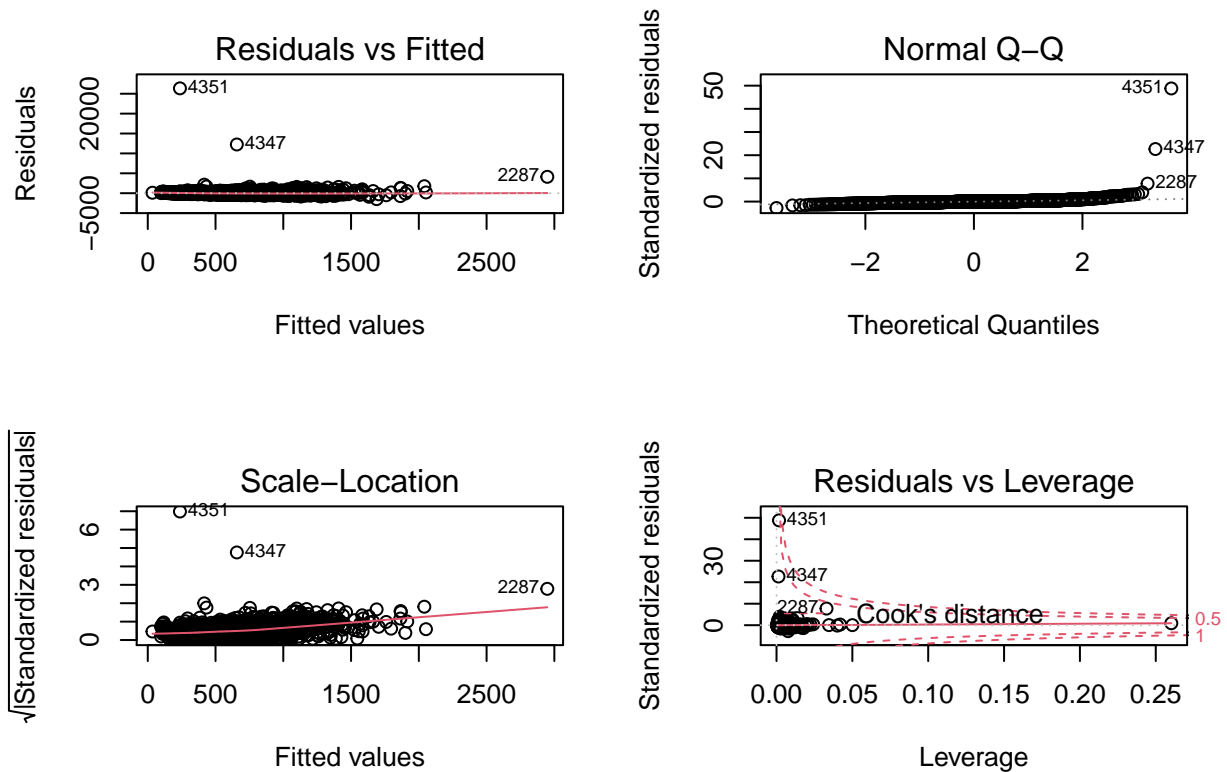 Residuals vs Fitted
Residuals
20000
−5000
4351
4347
2287
0 500 1500 2500
Fitted values
Normal Q−Q
Standardized residuals
50
20
0
4351
4347
2287
−2 0 2
Theoretical Quantiles
Scale−Location
√|Standardized residuals|
6
3
0
4351
4347
2287
0 500 1500 2500
Fitted values
Residuals vs Leverage
Standardized residuals
30
0
4351
4347
2287
Cook's distance
0.5
1
0.00 0.05 0.10 0.15 0.20 0.25
Leverage